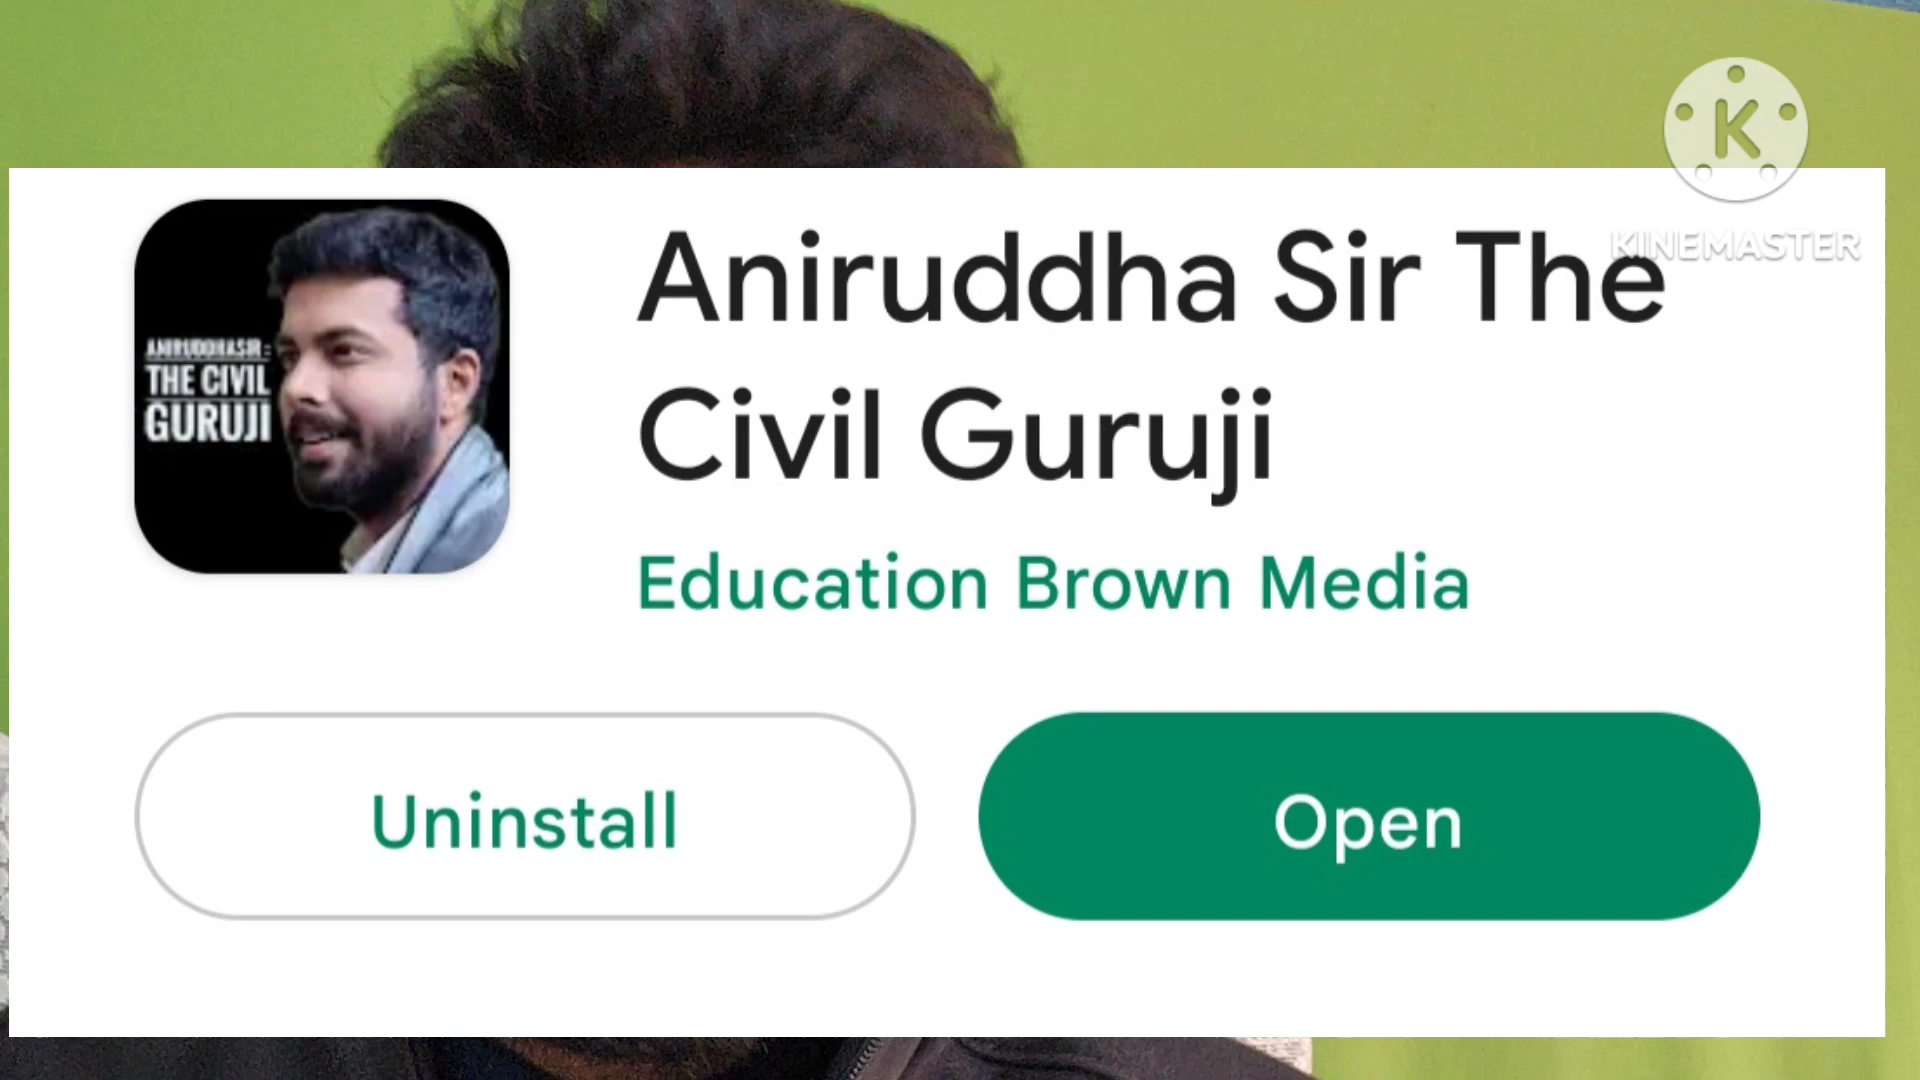 K
KINEMASTER
Aniruddha Sir The
Civil Guruji
ANIRUDDHASIR :
THE CIVIL
GURUJI
Education Brown Media
Uninstall
Open